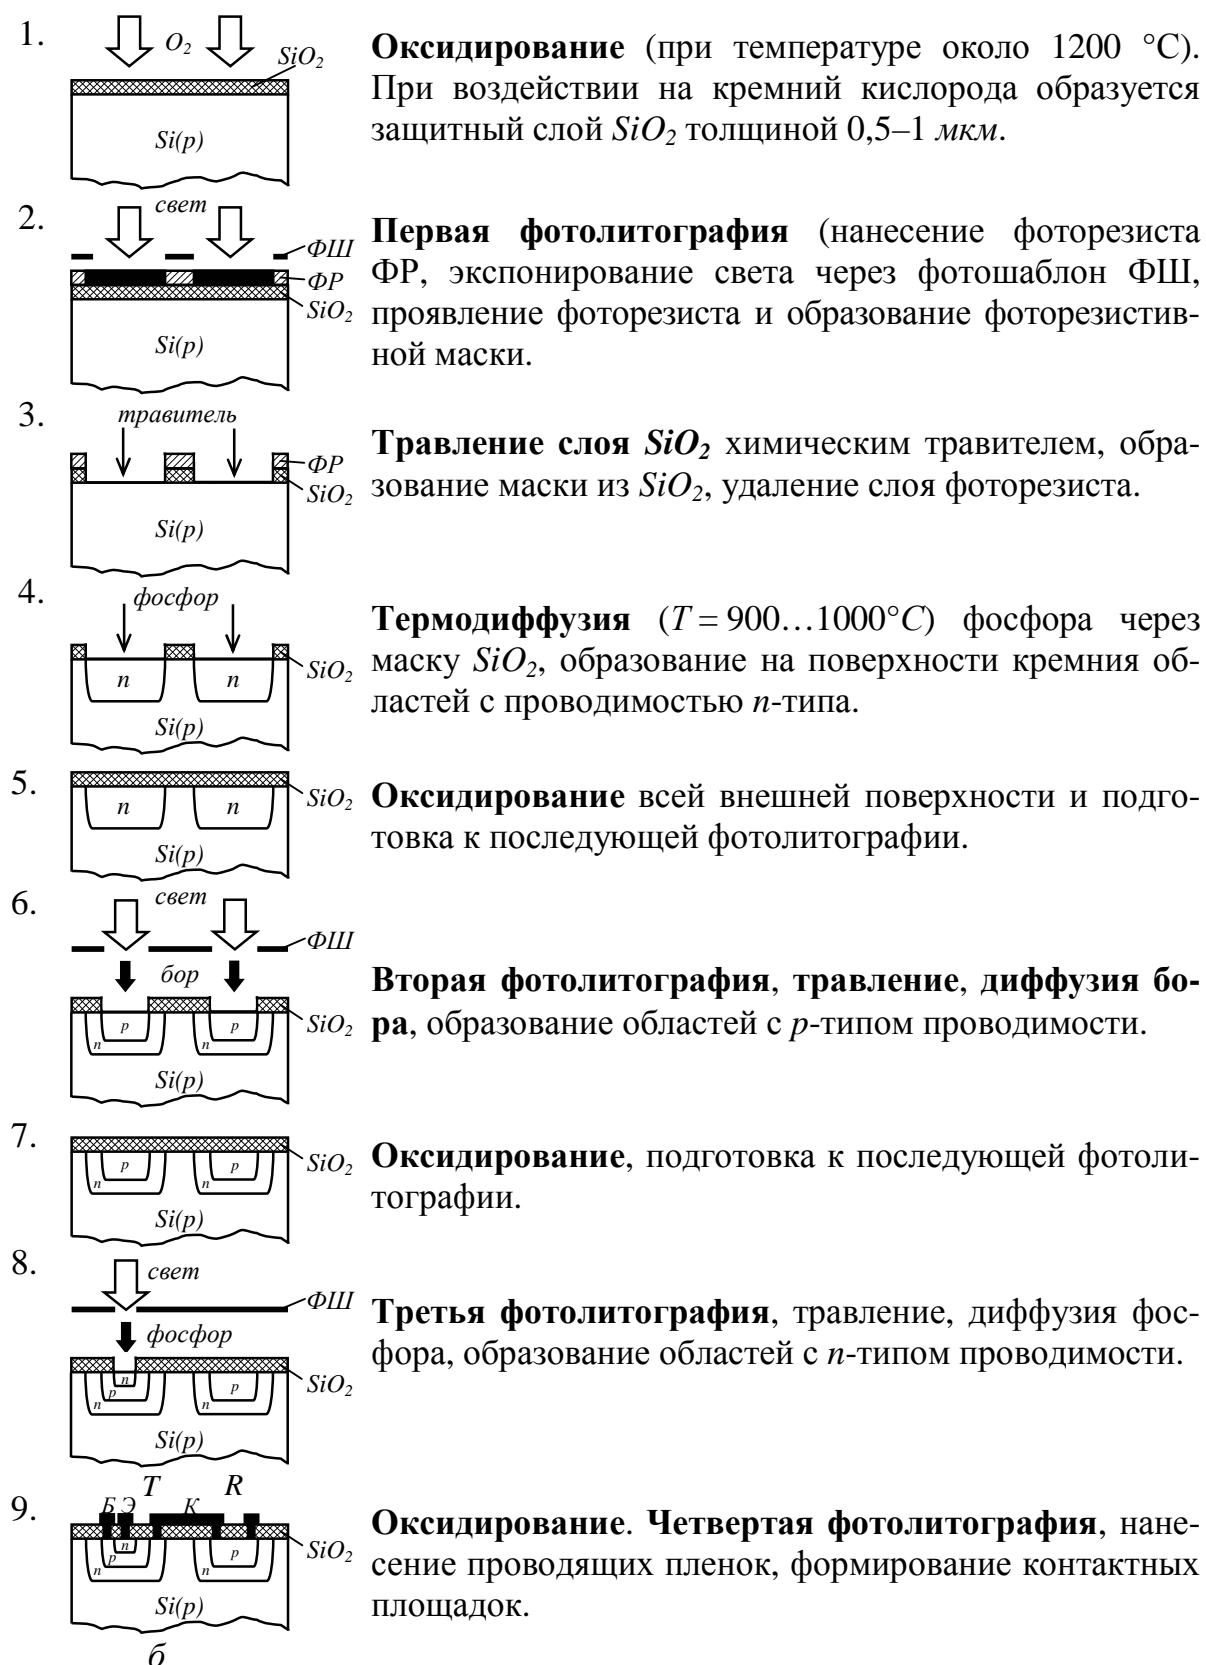 1.
O2
SiO2
Si(p)
Оксидирование (при температуре около 1200 °С).
При воздействии на кремний кислорода образуется
защитный слой SiO2 толщиной 0,5–1 мкм.
2.
свет
ФШ
ФР
SiO2
Si(p)
Первая фотолитография (нанесение фоторезиста
ФР, экспонирование света через фотошаблон ФШ,
проявление фоторезиста и образование фоторезистив-
ной маски.
3.
травитель
ФР
SiO2
Si(p)
Травление слоя SiO2 химическим травителем, обра-
зование маски из SiO2, удаление слоя фоторезиста.
4.
фосфор
SiO2
n n
Si(p)
Термодиффузия (T = 900…1000°C) фосфора через
маску SiO2, образование на поверхности кремния об-
ластей с проводимостью n-типа.
5.
SiO2
n n
Si(p)
Оксидирование всей внешней поверхности и подго-
товка к последующей фотолитографии.
6.
свет
ФШ
бор
SiO2
p p
n n
Si(p)
Вторая фотолитография, травление, диффузия бо-
ра, образование областей с p-типом проводимости.
7.
SiO2
p p
n n
Si(p)
Оксидирование, подготовка к последующей фотоли-
тографии.
8.
свет
ФШ
фосфор
SiO2
n
p p
n n
Si(p)
Третья фотолитография, травление, диффузия фос-
фора, образование областей с n-типом проводимости.
9.
T R
Б Э К
SiO2
n
p p
n n
Si(p)
Оксидирование. Четвертая фотолитография, нане-
сение проводящих пленок, формирование контактных
площадок.
б